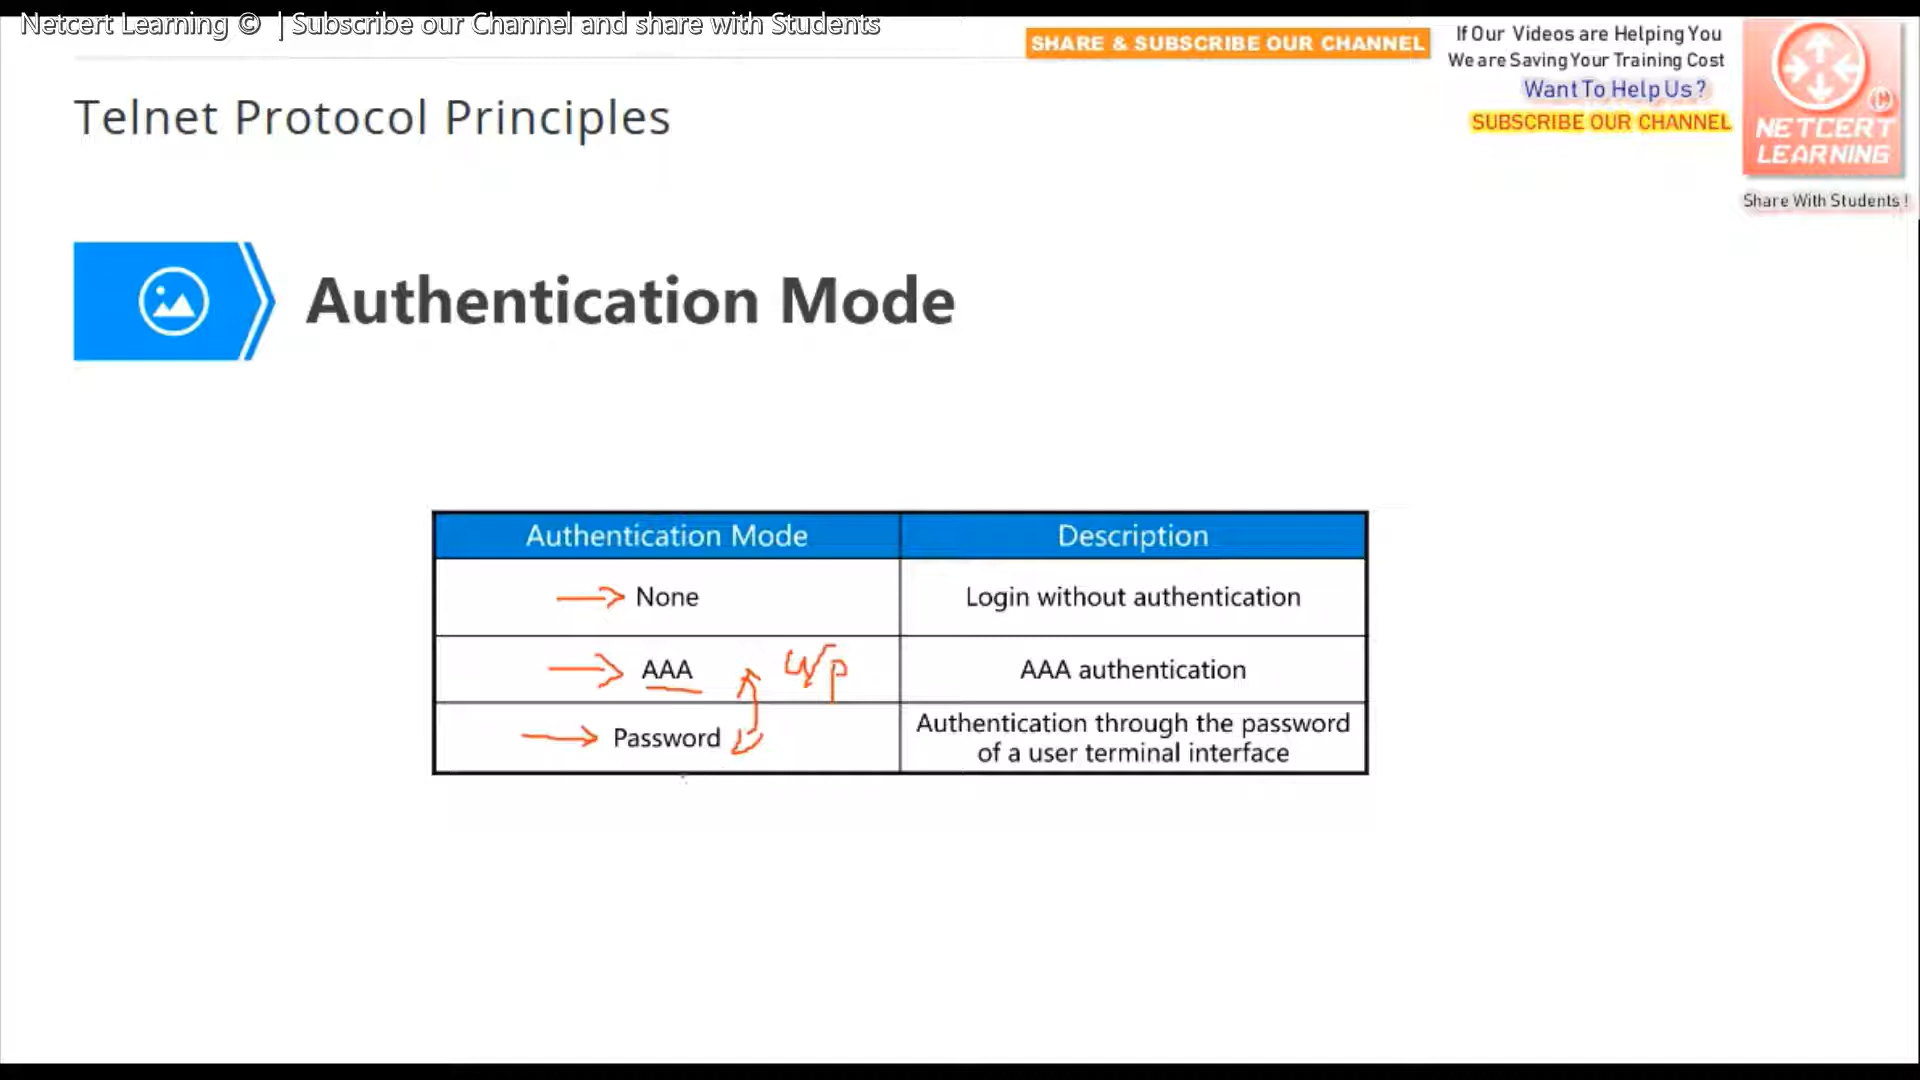 Netcert Learning © | Subscribe our Channel and share with Students
SHARE & SUBSCRIBE OUR CHANNEL
If Our Videos are Helping You
We are Saving Your Training Cost
Want To Help Us ?
SUBSCRIBE OUR CHANNEL
NETCERT
LEARNING
Share With Students !
Telnet Protocol Principles
Authentication Mode
Authentication Mode Description
None Login without authentication
AAA U/P AAA authentication
Password Authentication through the password
of a user terminal interface